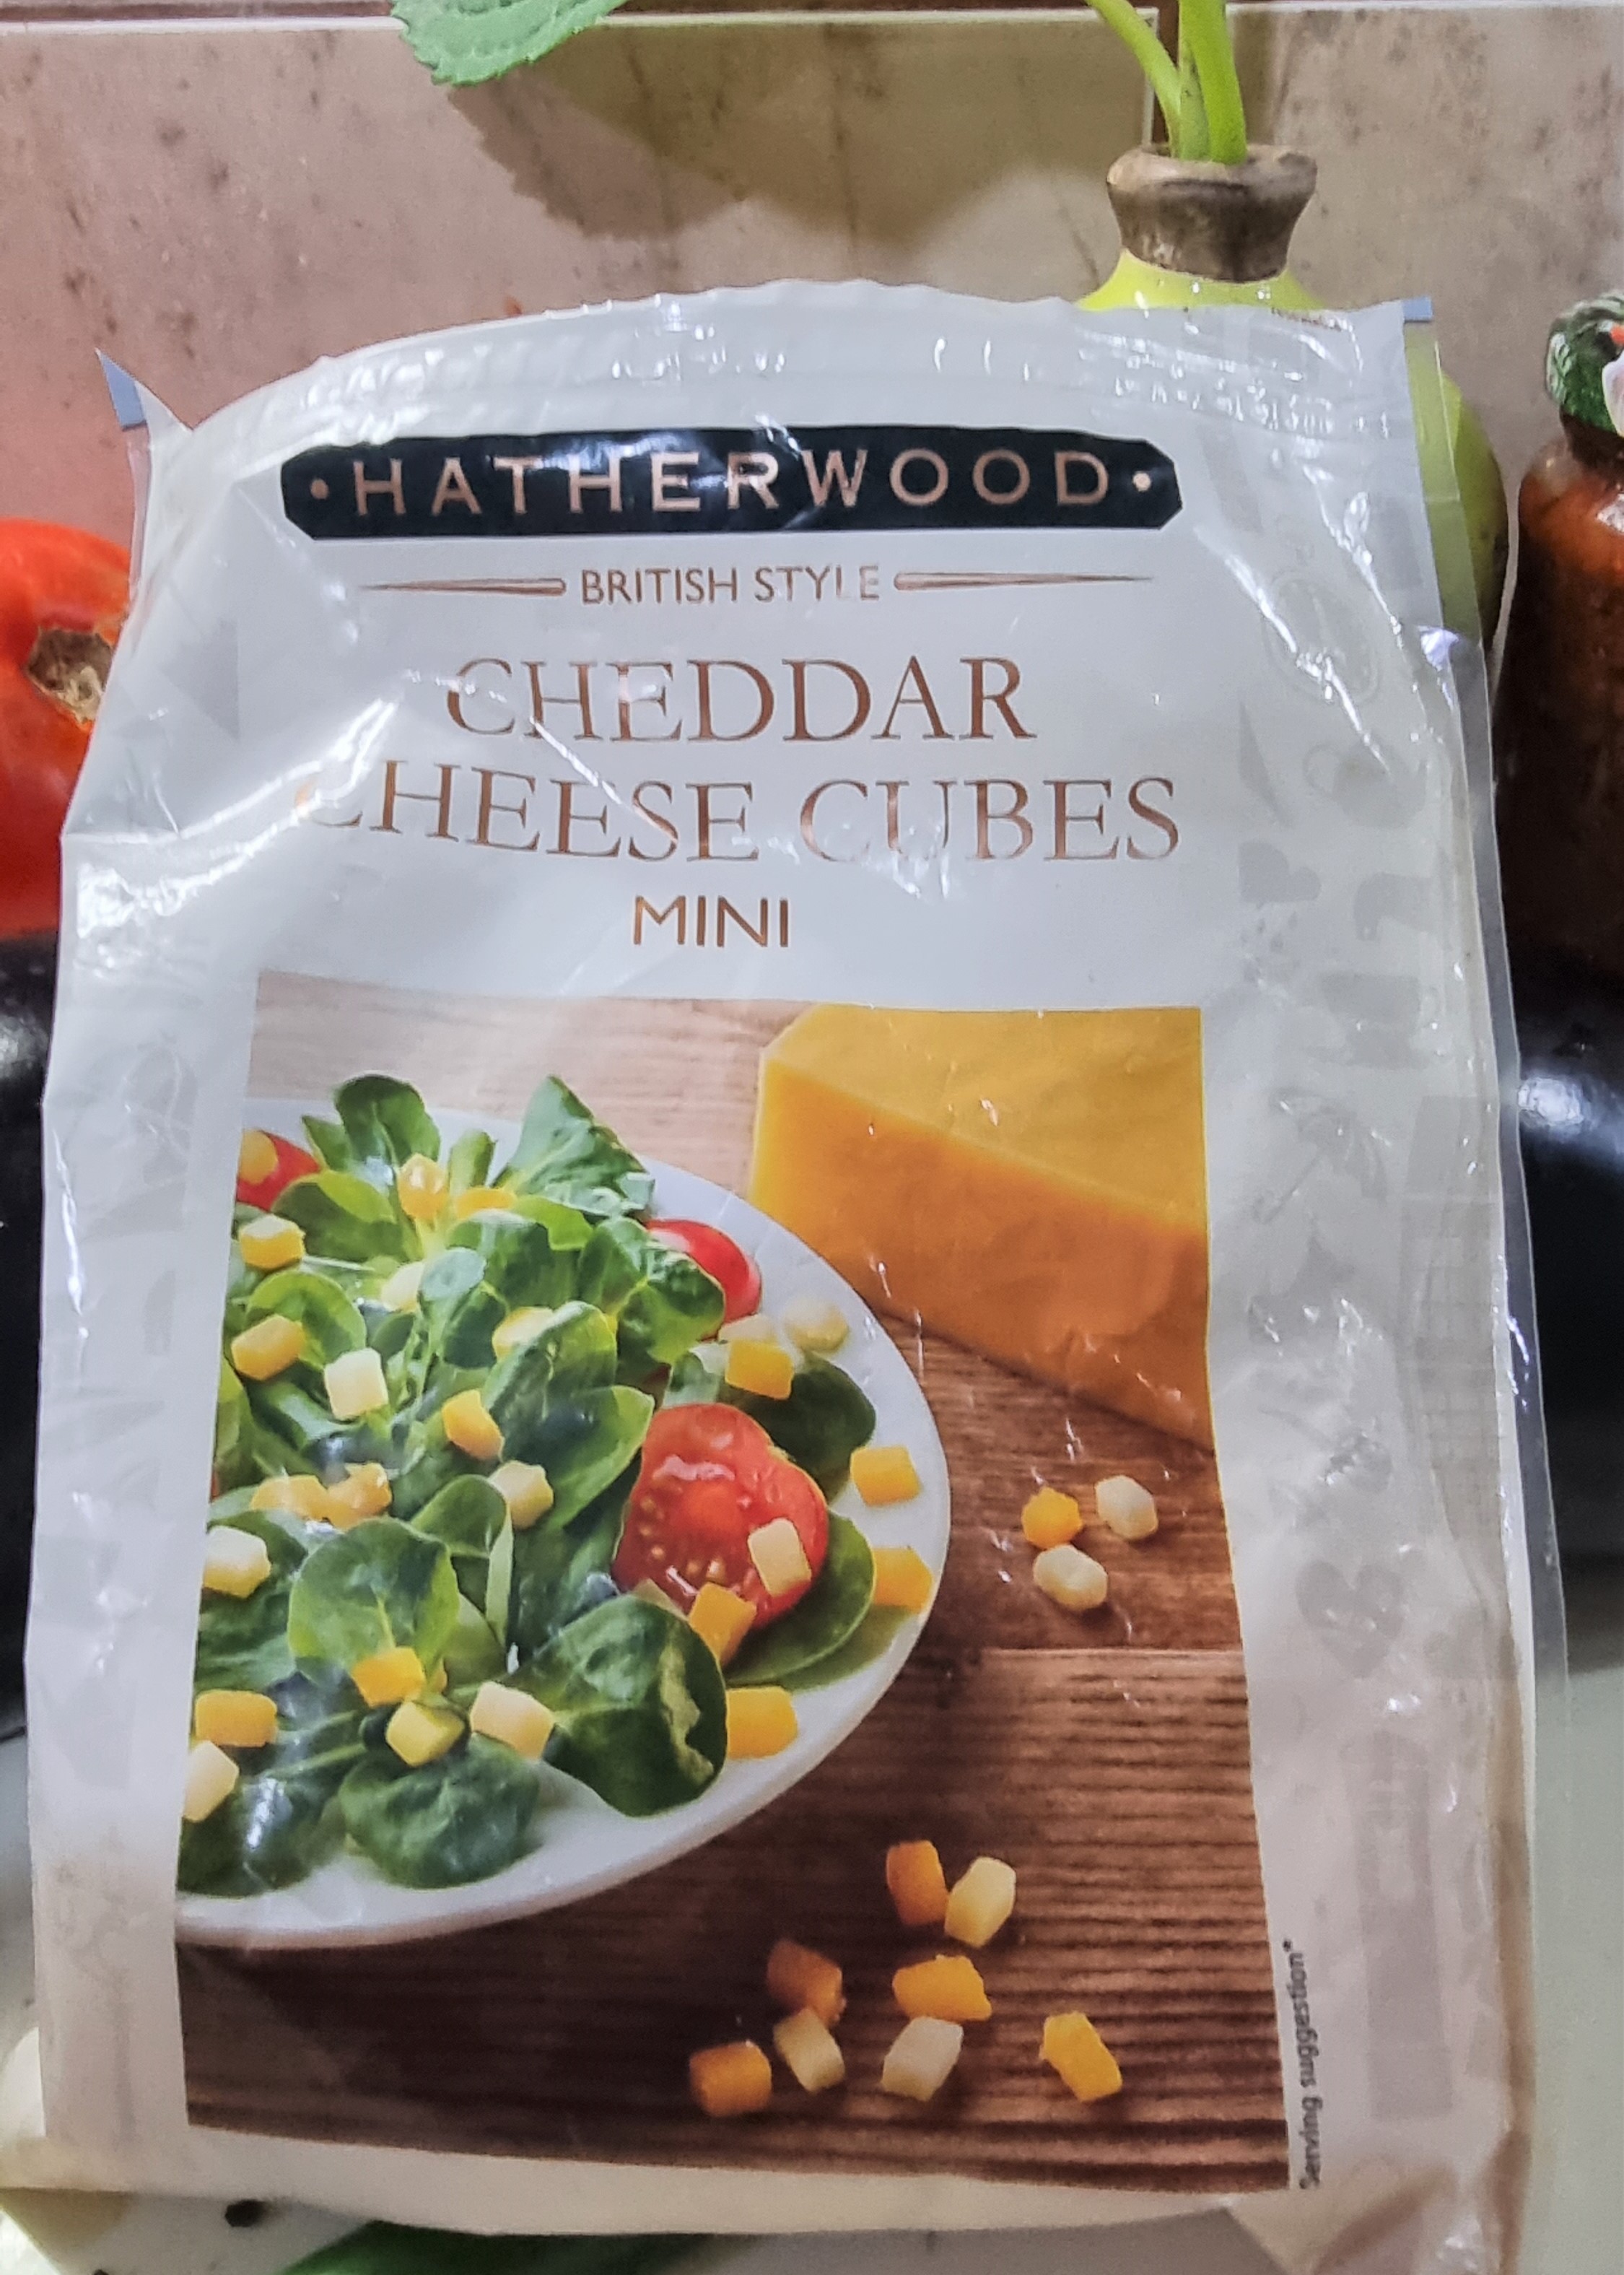 HATHERWOOD
BRITISH STYLE
CHEDDAR
CHEESE CUBES
MINI
Serving suggestion*